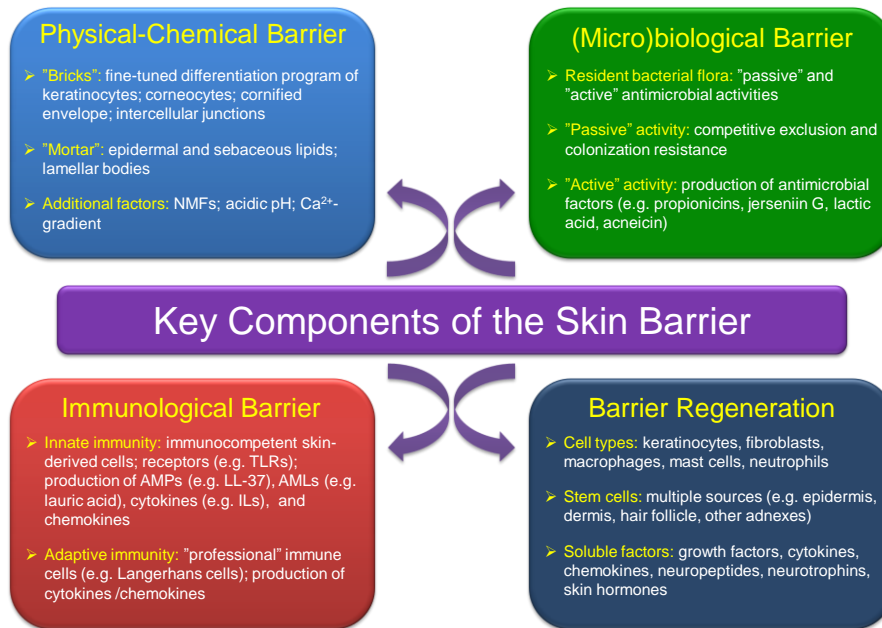 Physical-Chemical Barrier
➢ ”Bricks”: fine-tuned differentiation program of
keratinocytes; corneocytes; cornified
envelope; intercellular junctions
➢ ”Mortar”: epidermal and sebaceous lipids;
lamellar bodies
➢ Additional factors: NMFs; acidic pH; Ca²⁺-
gradient
(Micro)biological Barrier
➢ Resident bacterial flora: ”passive” and
”active” antimicrobial activities
➢ ”Passive” activity: competitive exclusion and
colonization resistance
➢ ”Active” activity: production of antimicrobial
factors (e.g. propionicins, jerseniin G, lactic
acid, acneicin)
Key Components of the Skin Barrier
Immunological Barrier
➢ Innate immunity: immunocompetent skin-
derived cells; receptors (e.g. TLRs);
production of AMPs (e.g. LL-37), AMLs (e.g.
lauric acid), cytokines (e.g. ILs), and
chemokines
➢ Adaptive immunity: ”professional” immune
cells (e.g. Langerhans cells); production of
cytokines /chemokines
Barrier Regeneration
➢ Cell types: keratinocytes, fibroblasts,
macrophages, mast cells, neutrophils
➢ Stem cells: multiple sources (e.g. epidermis,
dermis, hair follicle, other adnexes)
➢ Soluble factors: growth factors, cytokines,
chemokines, neuropeptides, neurotrophins,
skin hormones